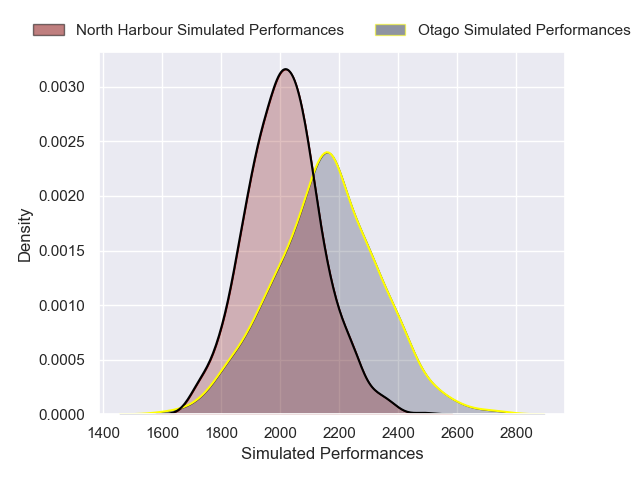 North Harbour Simulated Performances Otago Simulated Performances
0.0030
0.0025
0.0020
0.0015
0.0010
0.0005
0.0000
Density
1400 1600 1800 2000 2200 2400 2600 2800
Simulated Performances